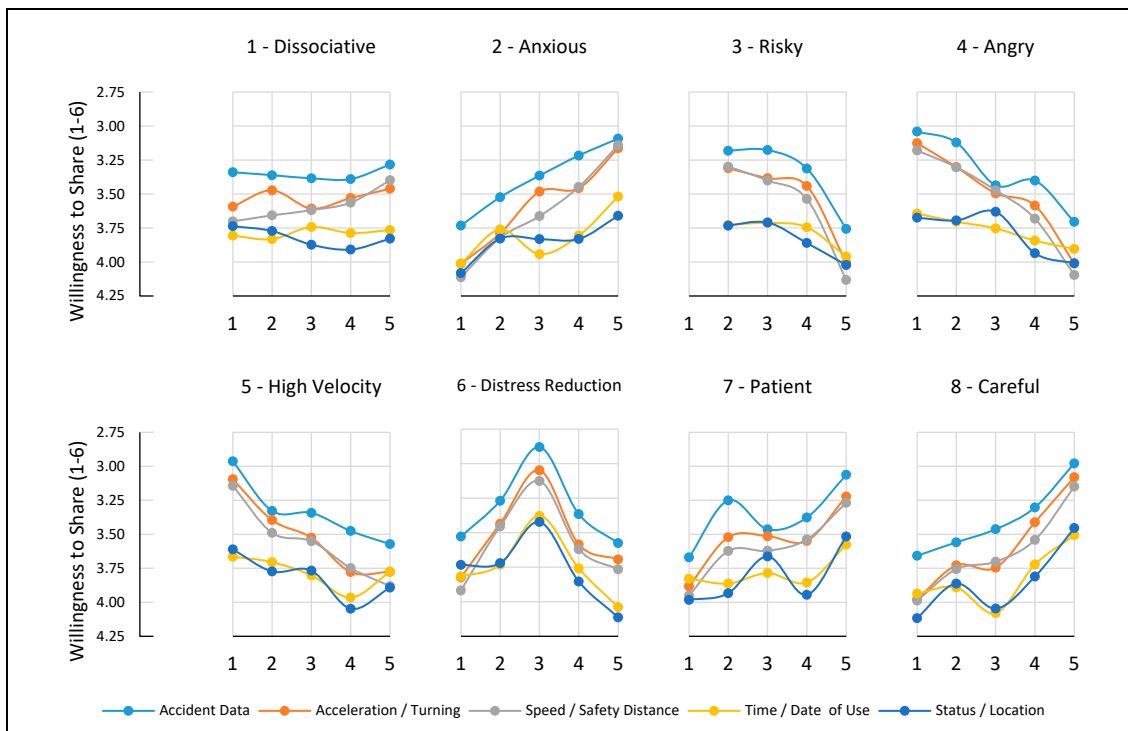 1 - Dissociative 2 - Anxious 3 - Risky 4 - Angry
Willingness to Share (1-6)
2.75
3.00
3.25
3.50
3.75
4.00
4.25
1 2 3 4 5 1 2 3 4 5 1 2 3 4 5 1 2 3 4 5
5 - High Velocity 6 - Distress Reduction 7 - Patient 8 - Careful
Willingness to Share (1-6)
2.75
3.00
3.25
3.50
3.75
4.00
4.25
1 2 3 4 5 1 2 3 4 5 1 2 3 4 5 1 2 3 4 5
Accident Data Acceleration / Turning Speed / Safety Distance Time / Date of Use Status / Location